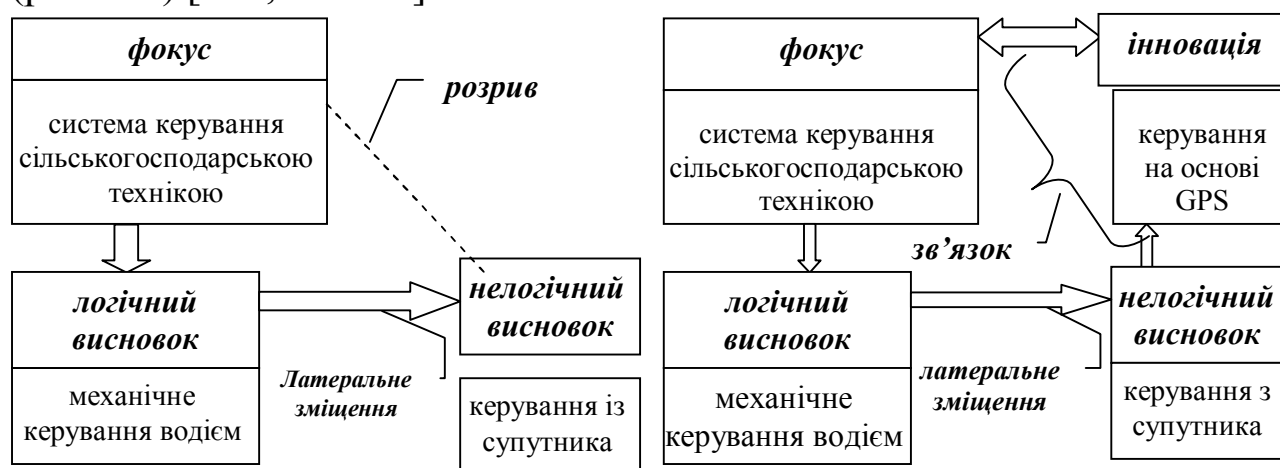 фокус
система керування
сільськогосподарською
технікою
розрив
логічний
висновок
механічне
керування водієм
Латеральне
зміщення
нелогічний
висновок
керування із
супутника
фокус
система керування
сільськогосподарською
технікою
інновація
керування
на основі
GPS
зв’язок
логічний
висновок
механічне
керування водієм
латеральне
зміщення
нелогічний
висновок
керування з
супутника